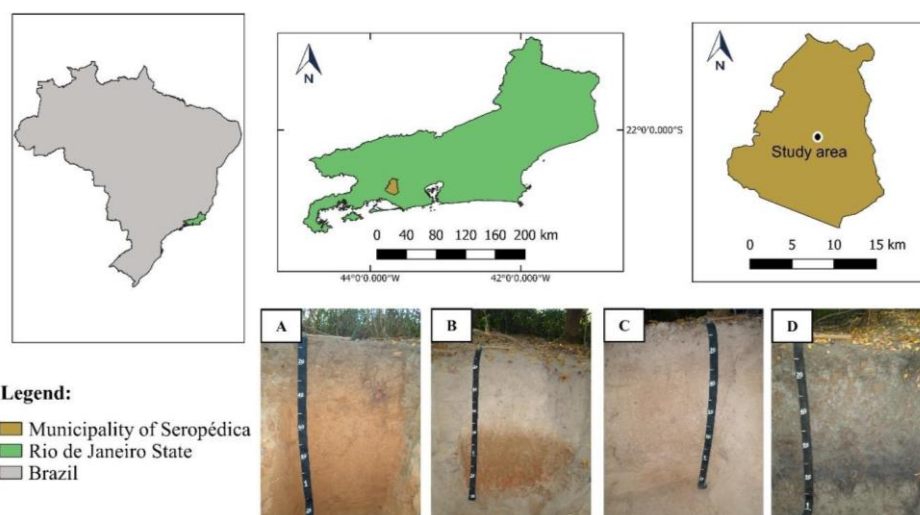 N
N
22°0'0.000"S
Study area
0 40 80 120 160 200 km
0 5 10 15 km
44°0'0.000"W 42°0'0.000"W
A B C D
Legend:
Municipality of Seropédica
Rio de Janeiro State
Brazil